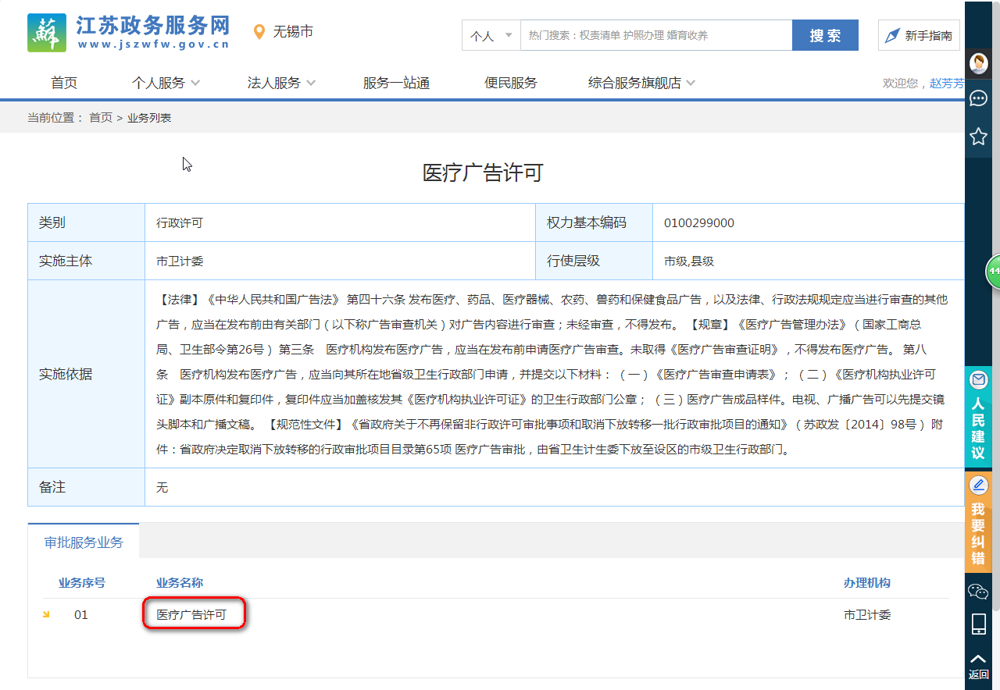 蘇
江苏政务服务网
www.jszwfw.gov.cn
无锡市
个人
热门搜索：权责清单 护照办理 婚育收养
搜 索
新手指南
首页
个人服务
法人服务
服务一站通
便民服务
综合服务旗舰店
欢迎您，赵芳芳
当前位置： 首页 > 业务列表
医疗广告许可
类别
行政许可
权力基本编码
0100299000
实施主体
市卫计委
行使层级
市级,县级
实施依据
【法律】《中华人民共和国广告法》 第四十六条 发布医疗、药品、医疗器械、农药、兽药和保健食品广告，以及法律、行政法规规定应当进行审查的其他
广告，应当在发布前由有关部门（以下称广告审查机关）对广告内容进行审查；未经审查，不得发布。 【规章】《医疗广告管理办法》（国家工商总
局、卫生部令第26号） 第三条 医疗机构发布医疗广告，应当在发布前申请医疗广告审查。未取得《医疗广告审查证明》，不得发布医疗广告。 第八
条 医疗机构发布医疗广告，应当向其所在地省级卫生行政部门申请，并提交以下材料：（一）《医疗广告审查申请表》；（二）《医疗机构执业许可
证》副本原件和复印件，复印件应当加盖核发其《医疗机构执业许可证》的卫生行政部门公章；（三）医疗广告成品样件。电视、广播广告可以先提交镜
头脚本和广播文稿。 【规范性文件】《省政府关于不再保留非行政许可审批事项和取消下放转移一批行政审批项目的通知》（苏政发〔2014〕98号） 附
件：省政府决定取消下放转移的行政审批项目目录第65项 医疗广告审批，由省卫生计生委下放至设区的市级卫生行政部门。
备注
无
审批服务业务
业务序号
业务名称
办理机构
01
医疗广告许可
市卫计委
44
人民建议
我要纠错
返回